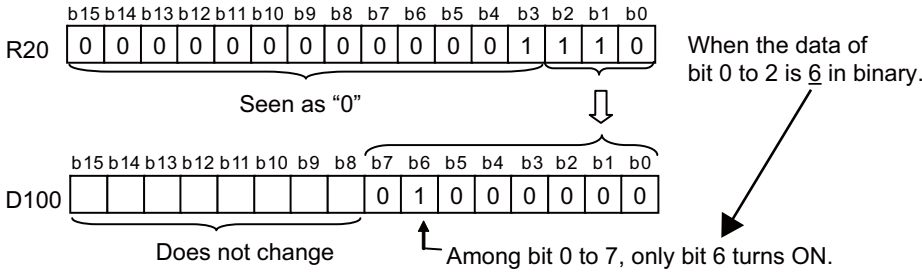 b15 b14 b13 b12 b11 b10 b9 b8 b7 b6 b5 b4 b3 b2 b1 b0
R20 0 0 0 0 0 0 0 0 0 0 0 0 1 1 1 0
When the data of
bit 0 to 2 is 6 in binary.
Seen as “0”
b15 b14 b13 b12 b11 b10 b9 b8 b7 b6 b5 b4 b3 b2 b1 b0
D100 0 1 0 0 0 0 0 0
Does not change
Among bit 0 to 7, only bit 6 turns ON.